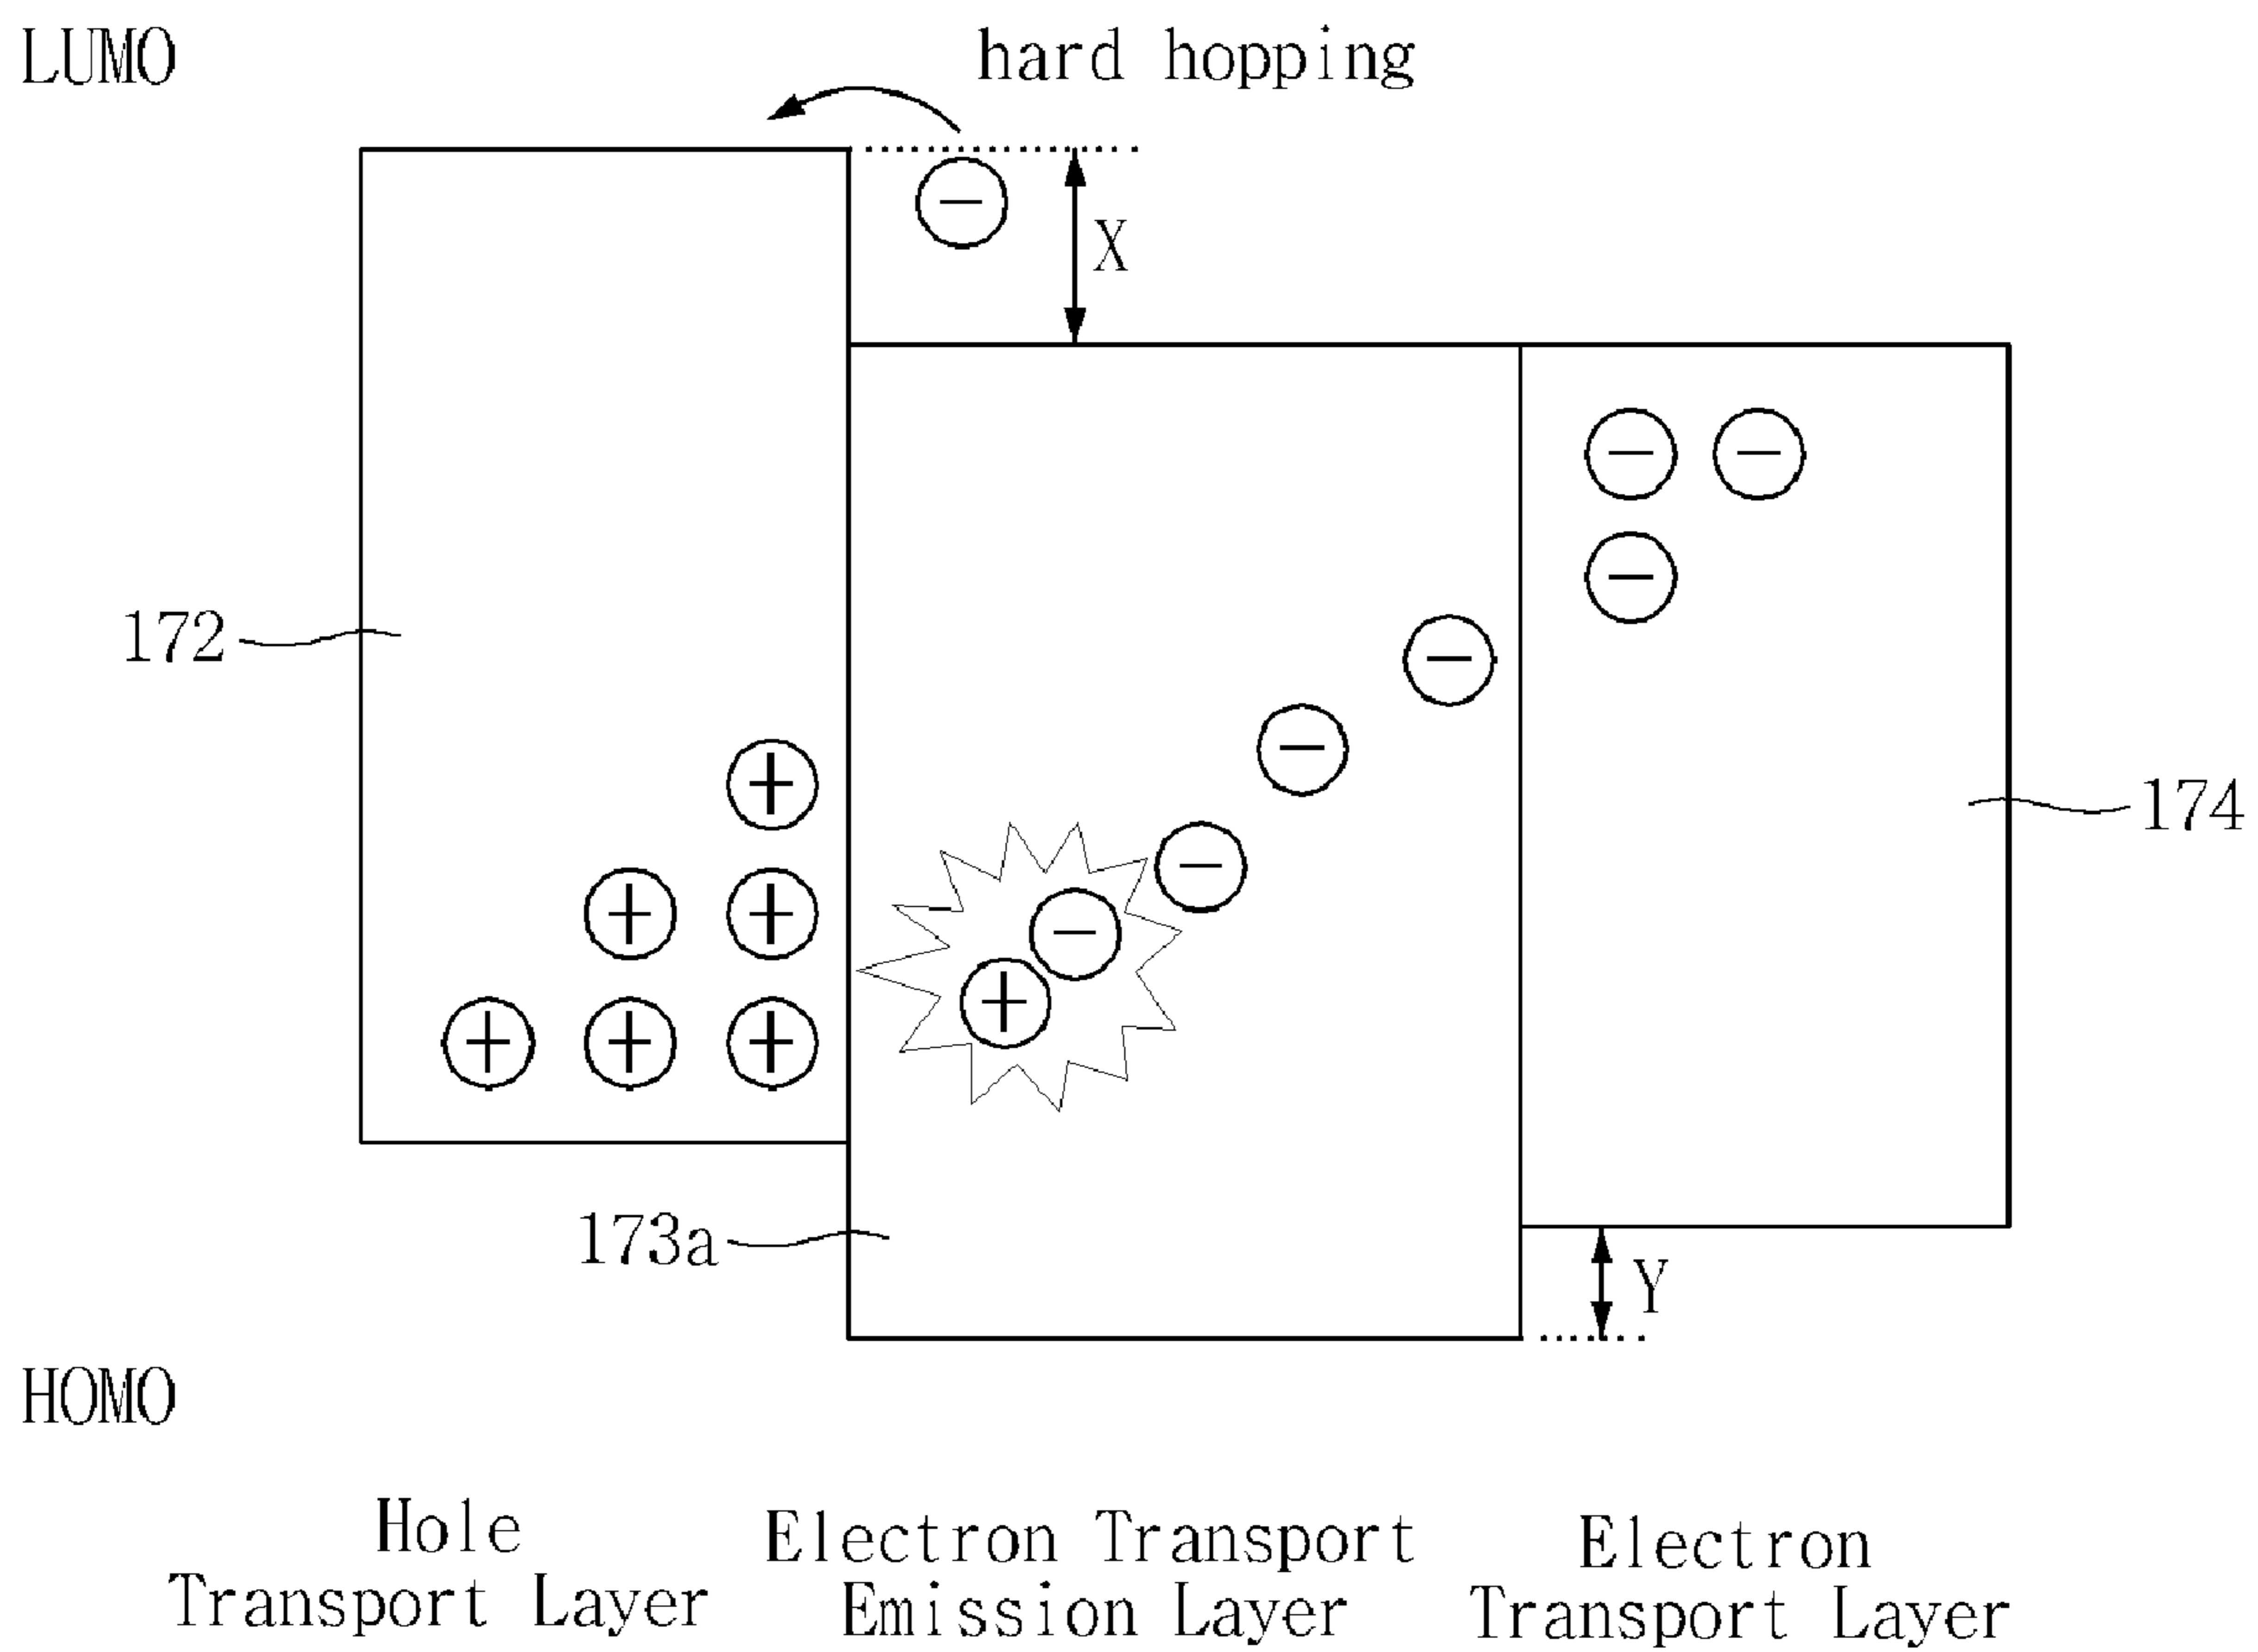 LUMO
hard hopping
X
172
174
173a
Y
HOMO
Hole
Transport Layer
Electron Transport
Emission Layer
Electron
Transport Layer